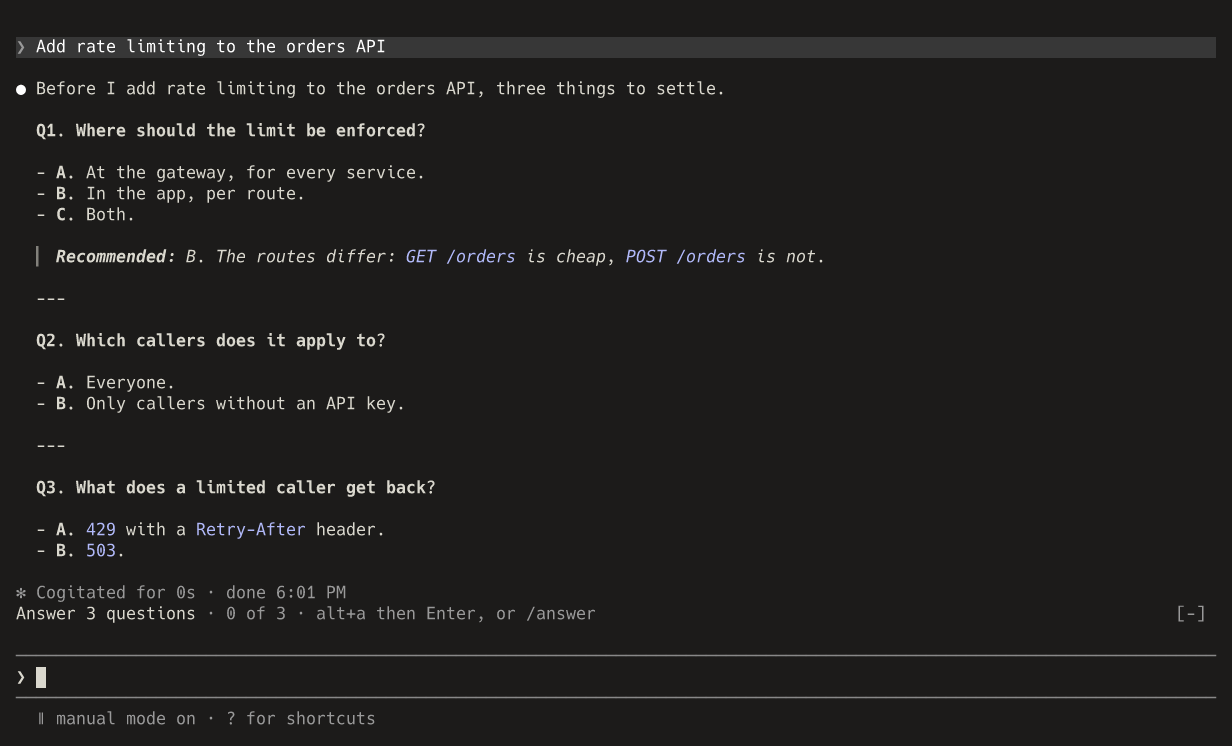 ❯ Add rate limiting to the orders API
● Before I add rate limiting to the orders API, three things to settle.
Q1. Where should the limit be enforced?
- A. At the gateway, for every service.
- B. In the app, per route.
- C. Both.
Recommended: B. The routes differ: GET /orders is cheap, POST /orders is not.
---
Q2. Which callers does it apply to?
- A. Everyone.
- B. Only callers without an API key.
---
Q3. What does a limited caller get back?
- A. 429 with a Retry-After header.
- B. 503.
✻ Cogitated for 0s · done 6:01 PM
Answer 3 questions · 0 of 3 · alt+a then Enter, or /answer [-]
❯
⏸ manual mode on · ? for shortcuts